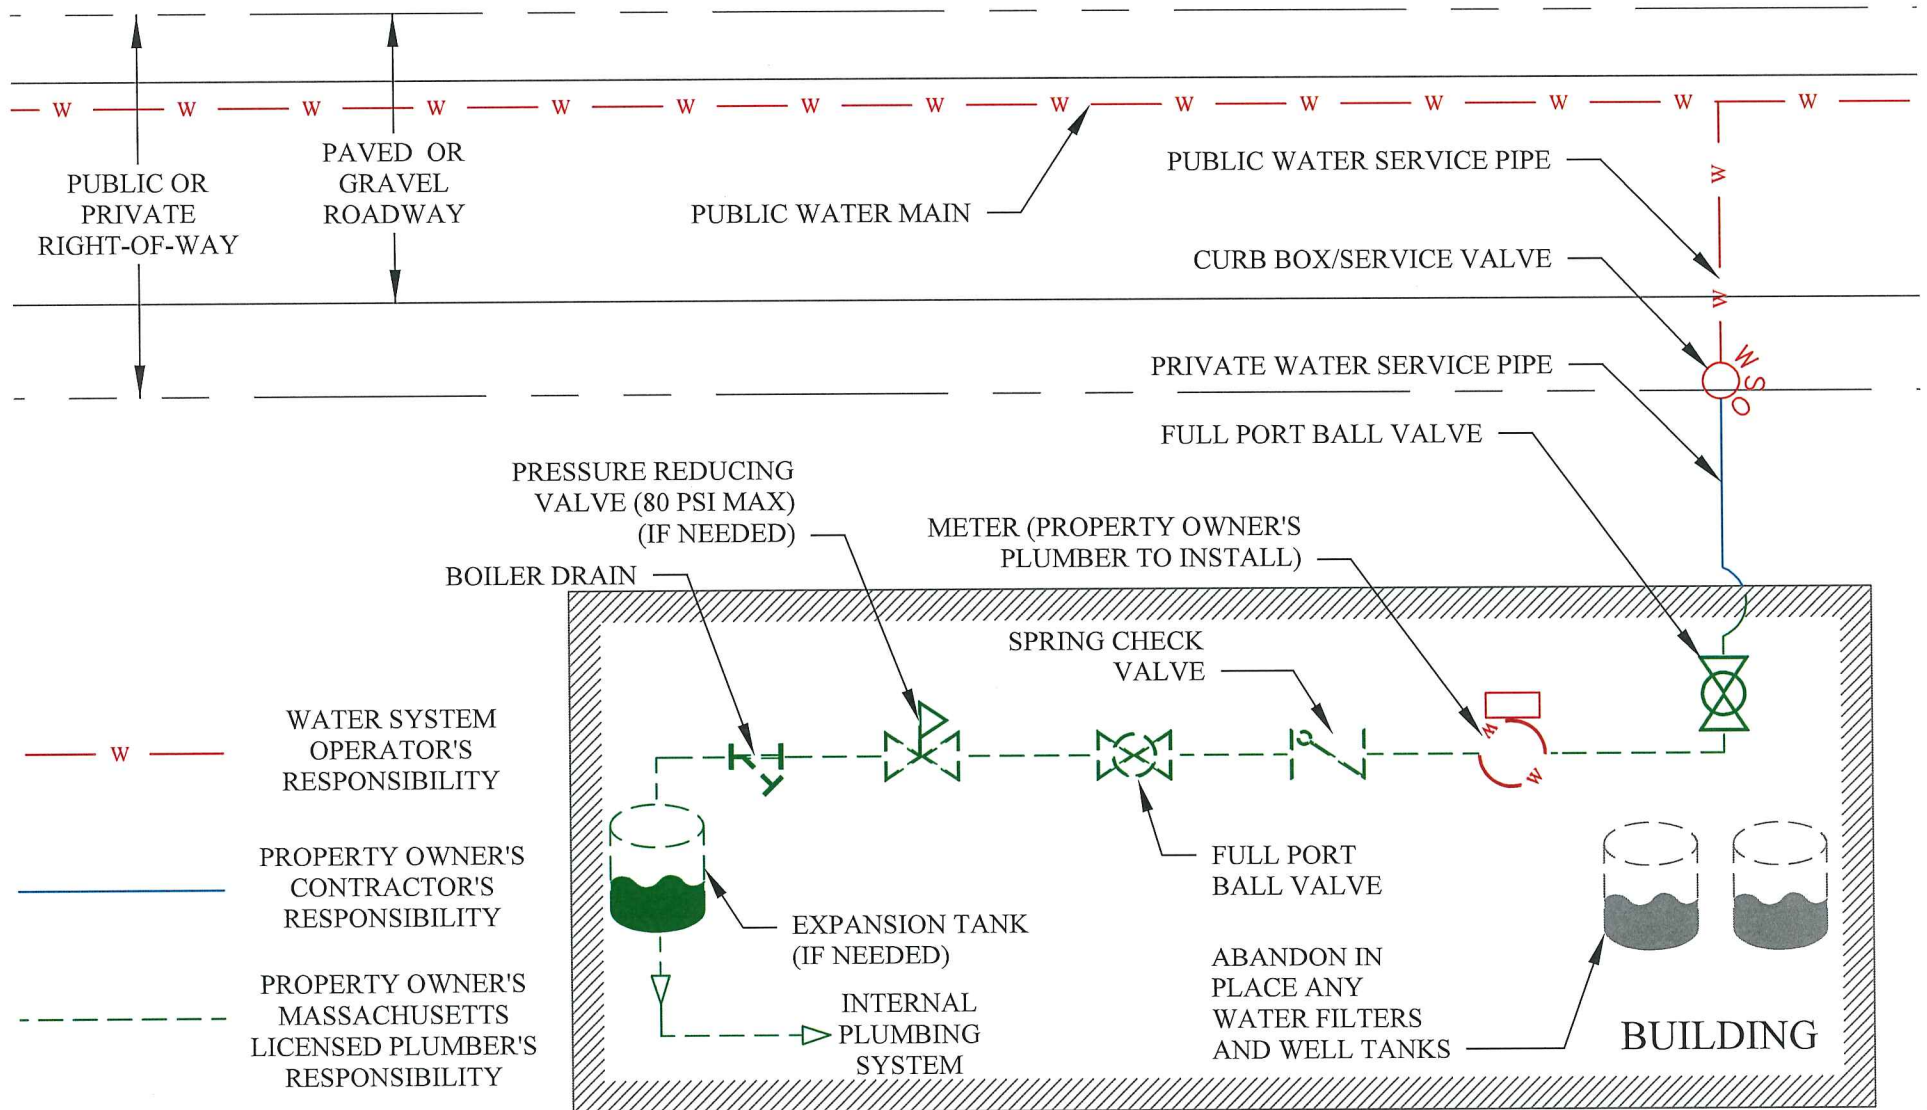 W W W W W W W W W W W W W W W
PUBLIC OR
PRIVATE
RIGHT-OF-WAY
PAVED OR
GRAVEL
ROADWAY
PUBLIC WATER MAIN
PUBLIC WATER SERVICE PIPE
W
CURB BOX/SERVICE VALVE
W
PRIVATE WATER SERVICE PIPE
WSO
FULL PORT BALL VALVE
PRESSURE REDUCING
VALVE (80 PSI MAX)
(IF NEEDED)
METER (PROPERTY OWNER'S
PLUMBER TO INSTALL)
BOILER DRAIN
SPRING CHECK
VALVE
W
W
FULL PORT
BALL VALVE
EXPANSION TANK
(IF NEEDED)
INTERNAL
PLUMBING
SYSTEM
ABANDON IN
PLACE ANY
WATER FILTERS
AND WELL TANKS
BUILDING
W
WATER SYSTEM
OPERATOR'S
RESPONSIBILITY
PROPERTY OWNER'S
CONTRACTOR'S
RESPONSIBILITY
PROPERTY OWNER'S
MASSACHUSETTS
LICENSED PLUMBER'S
RESPONSIBILITY